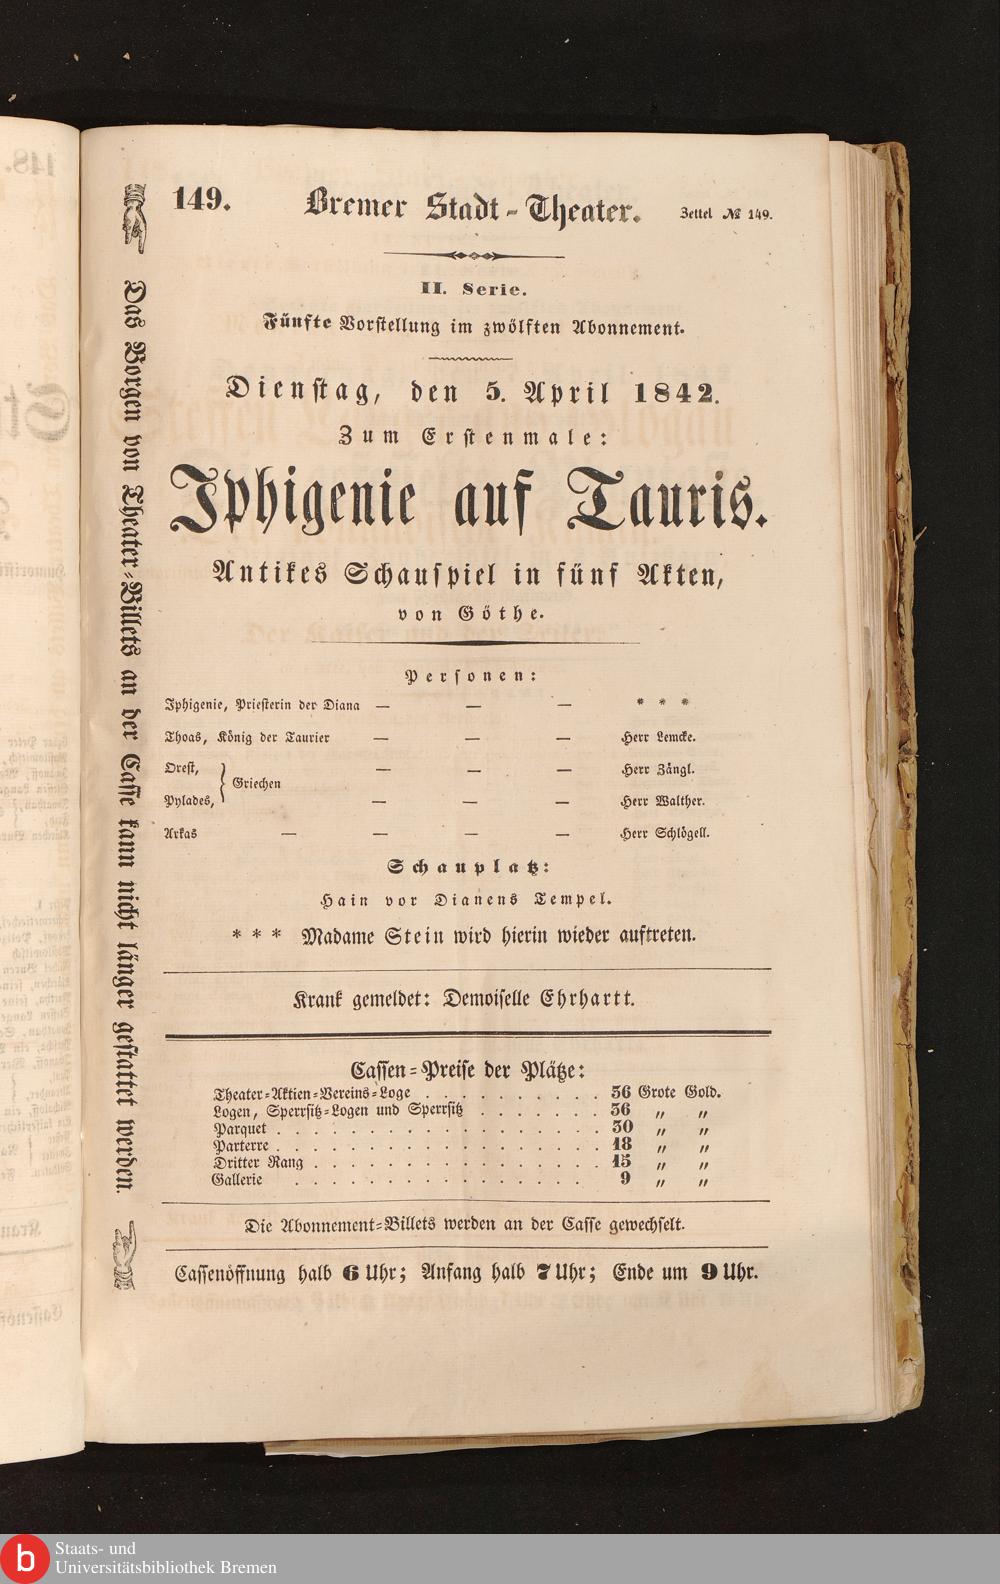 149.
Bremer Stadt-Theater.
Zettel № 149.
II. Serie.
Fünfte Vorstellung im zwölften Abonnement.
Dienstag, den 5. April 1842.
Zum Erstenmale:
Iphigenie auf Tauris.
Antikes Schauspiel in fünf Akten,
von Göthe.
Personen:
Iphigenie, Priesterin der Diana — — — * * *
Thoas, König der Taurier — — — Herr Lemcke.
Orest, — — — Herr Zängl.
} Griechen
Pylades, — — — Herr Walther.
Arkas — — — — Herr Schlögell.
Schauplatz:
Hain vor Dianens Tempel.
* * * Madame Stein wird hierin wieder auftreten.
Krank gemeldet: Demoiselle Ehrhartt.
Cassen-Preise der Plätze:
Theater-Aktien-Vereins-Loge . . . . . . . . . . 36 Grote Gold.
Logen, Sperrsitz-Logen und Sperrsitz . . . . . . . 36 „ „
Parquet . . . . . . . . . . . . . . . . . . 30 „ „
Parterre . . . . . . . . . . . . . . . . . . 18 „ „
Dritter Rang . . . . . . . . . . . . . . . . 15 „ „
Gallerie . . . . . . . . . . . . . . . . 9 „ „
Die Abonnement-Billets werden an der Casse gewechselt.
Cassenöffnung halb 6 Uhr; Anfang halb 7 Uhr; Ende um 9 Uhr.
Das Borgen von Theater-Billets an der Casse kann nicht länger gestattet werden.
b
Staats- und
Universitätsbibliothek Bremen